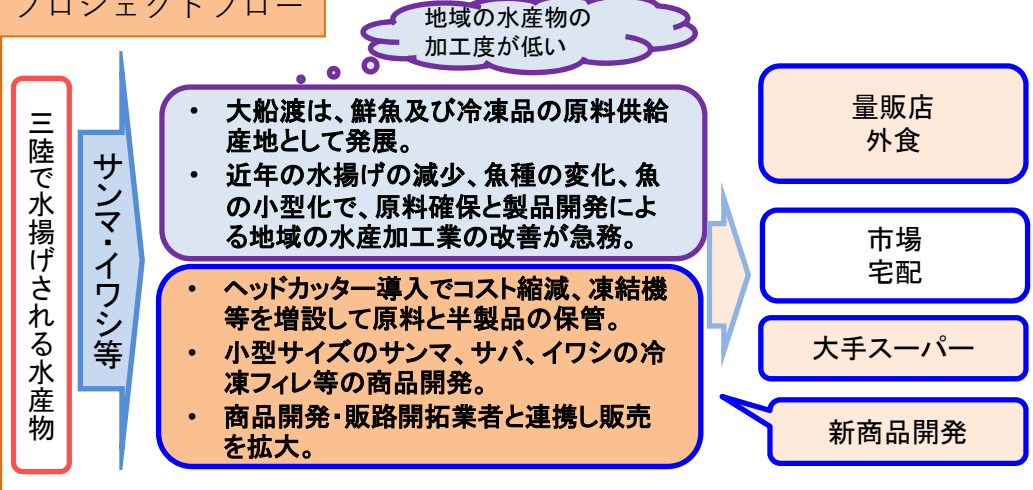 プロジェクトフロー
地域の水産物の
加工度が低い
三陸で水揚げされる水産物
サンマ・イワシ等
• 大船渡は、鮮魚及び冷凍品の原料供給
産地として発展。
• 近年の水揚げの減少、魚種の変化、魚
の小型化で、原料確保と製品開発によ
る地域の水産加工業の改善が急務。
• ヘッドカッター導入でコスト縮減、凍結機
等を増設して原料と半製品の保管。
• 小型サイズのサンマ、サバ、イワシの冷
凍フィレ等の商品開発。
• 商品開発・販路開拓業者と連携し販売
を拡大。
量販店
外食
市場
宅配
大手スーパー
新商品開発